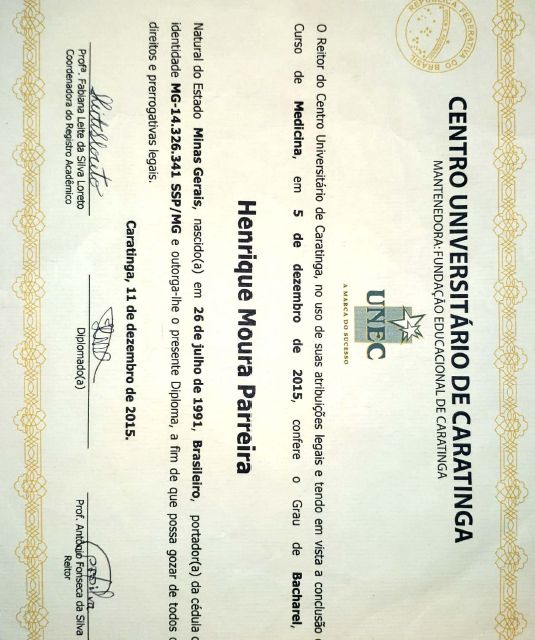 REPÚBLICA FEDERATIVA DO BRASIL
CENTRO UNIVERSITÁRIO DE CARATINGA
MANTENEDORA: FUNDAÇÃO EDUCACIONAL DE CARATINGA
UNEC
A MARCA DO SUCESSO
O Reitor do Centro Universitário de Caratinga, no uso de suas atribuições legais e tendo em vista a conclusão
Curso de Medicina, em 5 de dezembro de 2015, confere o Grau de Bacharel,
Henrique Moura Parreira
Natural do Estado Minas Gerais, nascido(a) em 26 de julho de 1991, Brasileiro, portador(a) da cédula
identidade MG-14.326.341 SSP/MG e outorga-lhe o presente Diploma, a fim de que possa gozar de todos
direitos e prerrogativas legais.
Caratinga, 11 de dezembro de 2015.
Profª. Fabiana Leite da Silva Loreto
Coordenadora do Registro Acadêmico
Diplomado(a)
Prof. Antônio Fonseca da Silva
Reitor